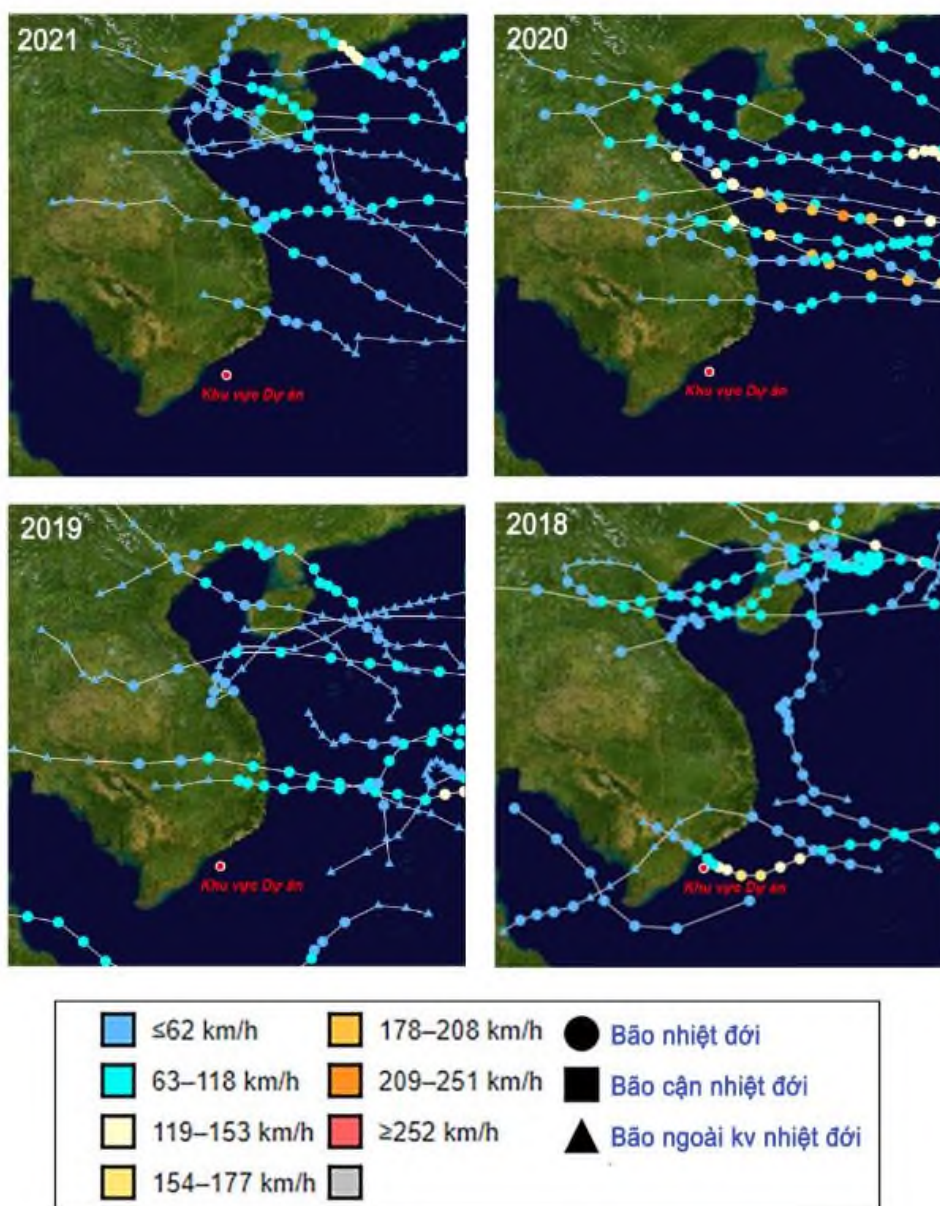 2021
2020
Khu vực Dự án
Khu vực Dự án
2019
2018
Khu vực Dự án
Khu vực Dự án
≤62 km/h
178–208 km/h
Bão nhiệt đới
63–118 km/h
209–251 km/h
Bão cận nhiệt đới
119–153 km/h
≥252 km/h
Bão ngoài kv nhiệt đới
154–177 km/h